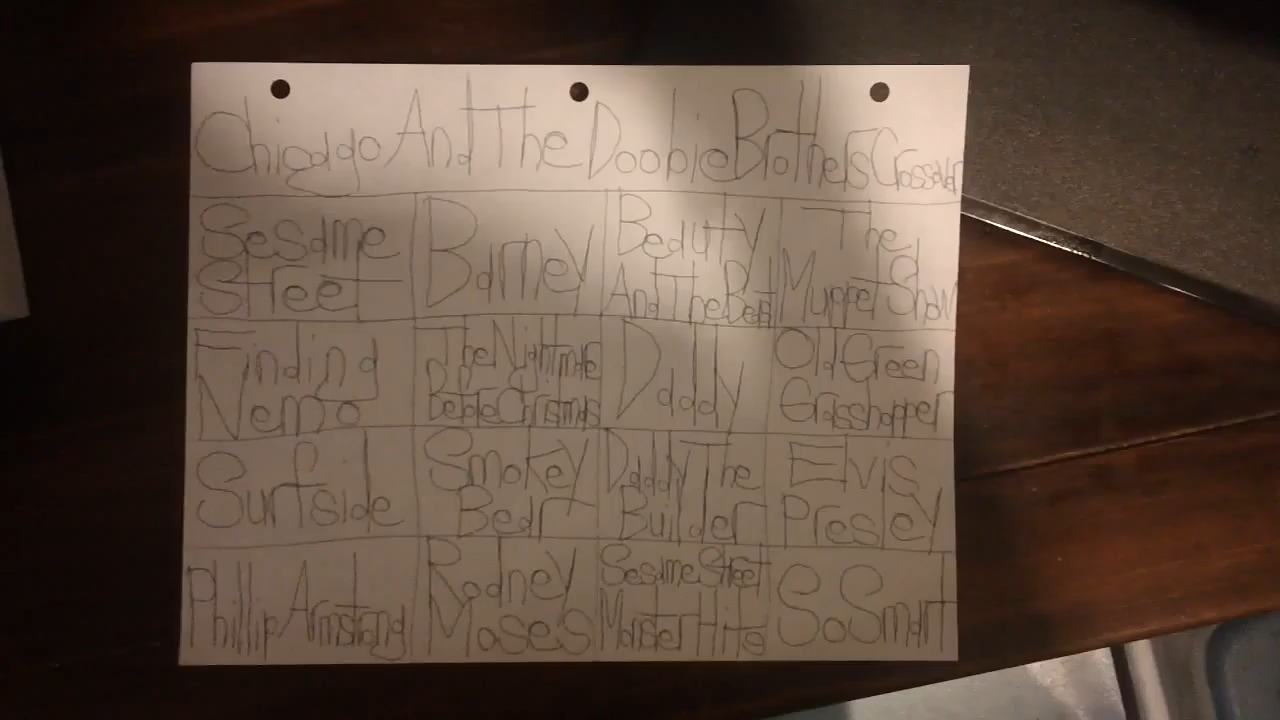 Chicago And The Doobie Brothers Crossover
Sesame
Street
Barney
Beauty
And The Beast
The
Muppet Show
Finding
Nemo
The Nightmare
Before Christmas
Daddy
Old Green
Grasshopper
Surfside
Smokey
Bear
Daddy The
Builder
Elvis
Presley
Phillip Armstrong
Rodney
Moses
Sesame Street
Monster Hits
So Smart